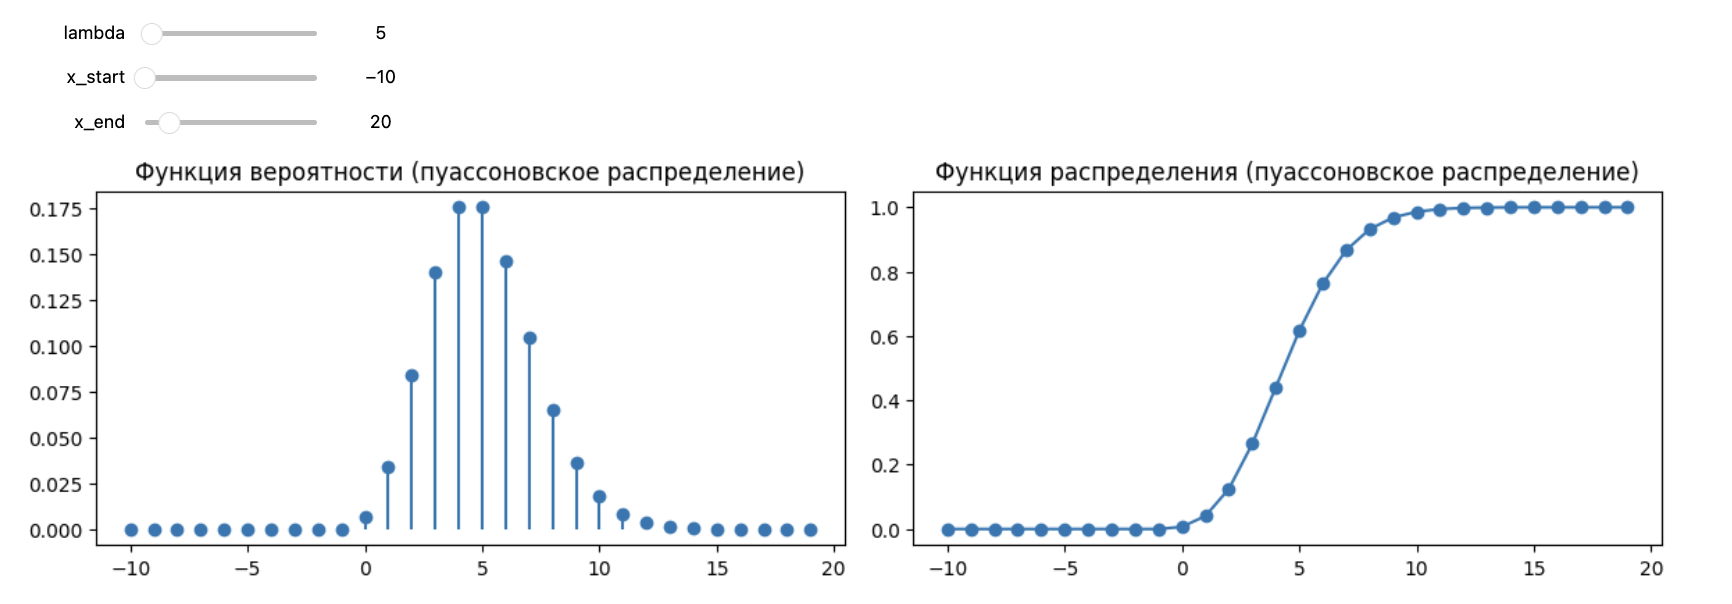 lambda 5
x_start −10
x_end 20
Функция вероятности (пуассоновское распределение)
0.175
0.150
0.125
0.100
0.075
0.050
0.025
0.000
−10 −5 0 5 10 15 20
Функция распределения (пуассоновское распределение)
1.0
0.8
0.6
0.4
0.2
0.0
−10 −5 0 5 10 15 20